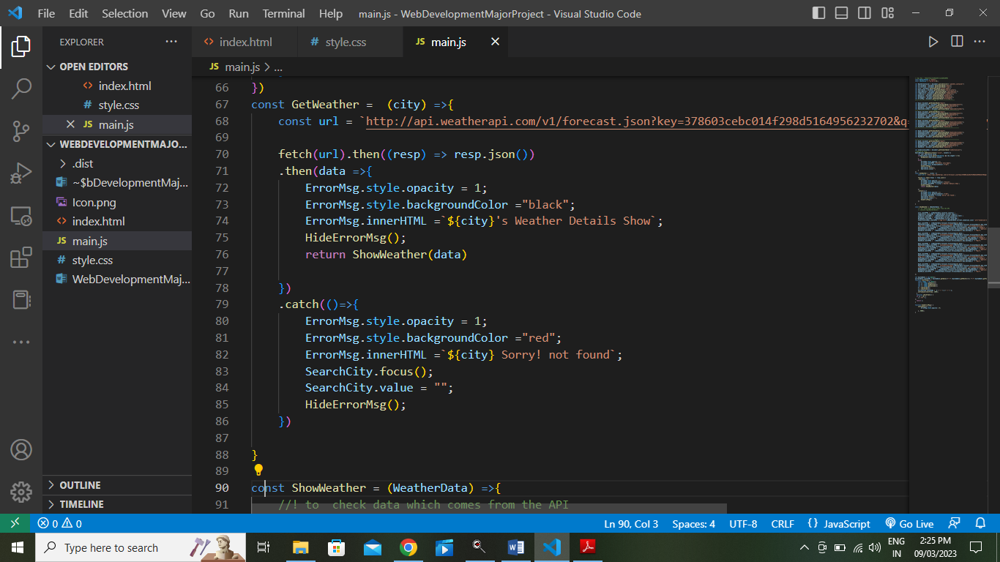 File Edit Selection View Go Run Terminal Help main.js - WebDevelopmentMajorProject - Visual Studio Code
EXPLORER
OPEN EDITORS
index.html
style.css
main.js
WEBDEVELOPMENTMAJO...
.dist
~$bDevelopmentMaj...
Icon.png
index.html
main.js
style.css
WebDevelopmentMaj...
OUTLINE
TIMELINE
index.html style.css JS main.js
JS main.js > ...
66 })
67 const GetWeather =  (city) =>{
68     const url = `http://api.weatherapi.com/v1/forecast.json?key=378603cebc014f298d5164956232702&q=
69
70     fetch(url).then((resp) => resp.json())
71     .then(data =>{
72         ErrorMsg.style.opacity = 1;
73         ErrorMsg.style.backgroundColor ="black";
74         ErrorMsg.innerHTML =`${city}'s Weather Details Show`;
75         HideErrorMsg();
76         return ShowWeather(data)
77
78     })
79     .catch(()=>{
80         ErrorMsg.style.opacity = 1;
81         ErrorMsg.style.backgroundColor ="red";
82         ErrorMsg.innerHTML =`${city} Sorry! not found`;
83         SearchCity.focus();
84         SearchCity.value = "";
85         HideErrorMsg();
86     })
87
88 }
89
90 const ShowWeather = (WeatherData) =>{
91     //! to  check data which comes from the API
0 0 Ln 90, Col 3 Spaces: 4 UTF-8 CRLF {} JavaScript Go Live
Type here to search
ENG
IN
2:25 PM
09/03/2023